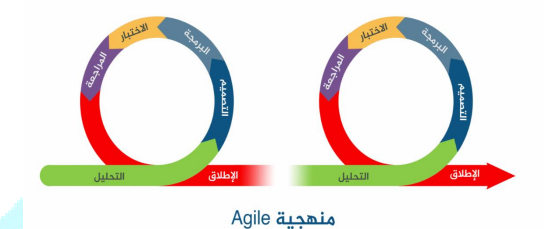 الاختبار
البرمجة
المراجعة
التصميم
التحليل
الإطلاق
الاختبار
البرمجة
المراجعة
التصميم
التحليل
الإطلاق
منهجية Agile